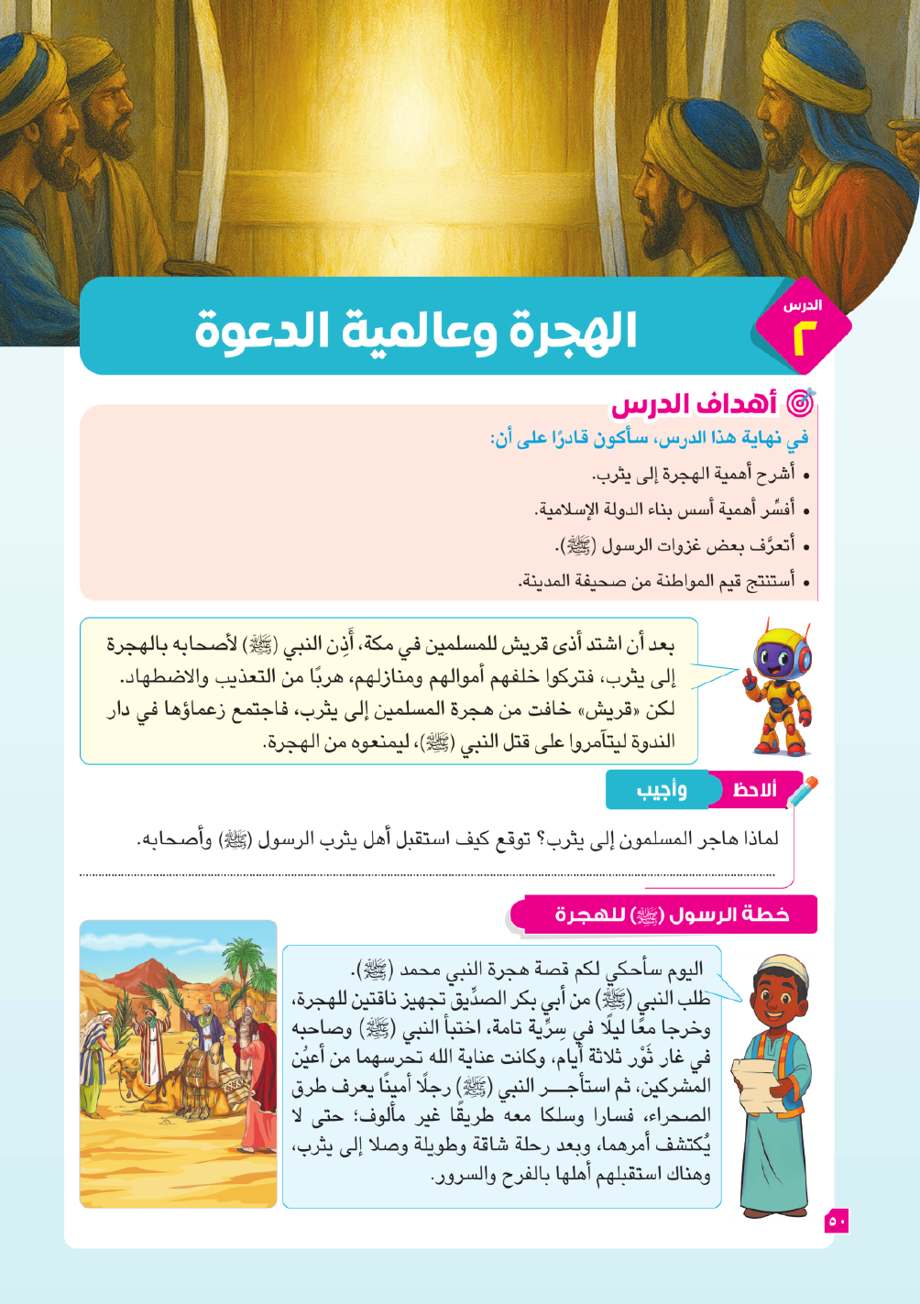 الدرس
٢
الهجرة وعالمية الدعوة
أهداف الدرس
في نهاية هذا الدرس، سأكون قادرًا على أن:
• أشرح أهمية الهجرة إلى يثرب.
• أفسِّر أهمية أسس بناء الدولة الإسلامية.
• أتعرَّف بعض غزوات الرسول (ﷺ).
• أستنتج قيم المواطنة من صحيفة المدينة.
بعد أن اشتد أذى قريش للمسلمين في مكة، أَذِن النبي (ﷺ) لأصحابه بالهجرة
إلى يثرب، فتركوا خلفهم أموالهم ومنازلهم، هربًا من التعذيب والاضطهاد.
لكن «قريش» خافت من هجرة المسلمين إلى يثرب، فاجتمع زعماؤها في دار
الندوة ليتآمروا على قتل النبي (ﷺ)، ليمنعوه من الهجرة.
ألاحظ وأجيب
لماذا هاجر المسلمون إلى يثرب؟ توقع كيف استقبل أهل يثرب الرسول (ﷺ) وأصحابه.
خطة الرسول (ﷺ) للهجرة
اليوم سأحكي لكم قصة هجرة النبي محمد (ﷺ).
طلب النبي (ﷺ) من أبي بكر الصدِّيق تجهيز ناقتين للهجرة،
وخرجا معًا ليلًا في سِرِّية تامة، اختبأ النبي (ﷺ) وصاحبه
في غار ثَوْر ثلاثة أيام، وكانت عناية الله تحرسهما من أعيُن
المشركين، ثم استأجـــر النبي (ﷺ) رجلًا أمينًا يعرف طرق
الصحراء، فسارا وسلكا معه طريقًا غير مألوف؛ حتى لا
يُكتشف أمرهما، وبعد رحلة شاقة وطويلة وصلا إلى يثرب،
وهناك استقبلهم أهلها بالفرح والسرور.
٥٠